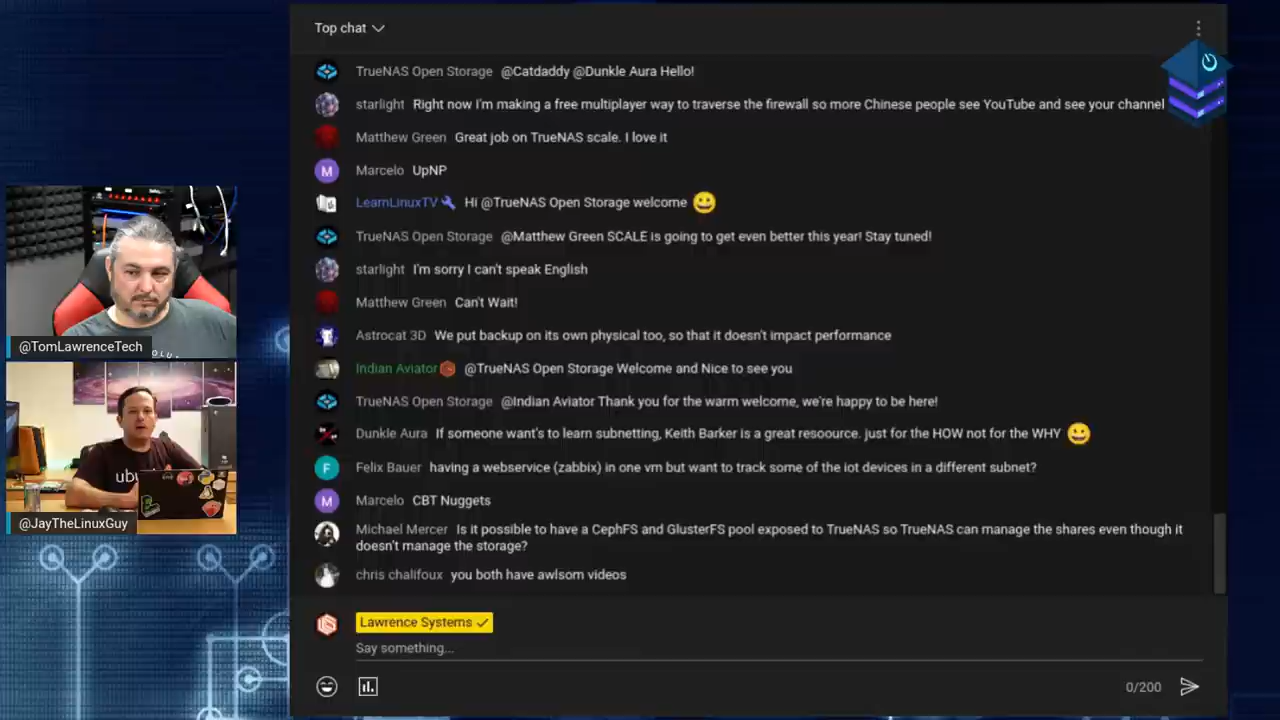 Top chat
TrueNAS Open Storage @Catdaddy @Dunkle Aura Hello!
starlight Right now I'm making a free multiplayer way to traverse the firewall so more Chinese people see YouTube and see your channel
Matthew Green Great job on TrueNAS scale. I love it
M Marcelo UpNP
LearnLinuxTV Hi @TrueNAS Open Storage welcome 😀
TrueNAS Open Storage @Matthew Green SCALE is going to get even better this year! Stay tuned!
starlight I'm sorry I can't speak English
Matthew Green Can't Wait!
Astrocat 3D We put backup on its own physical too, so that it doesn't impact performance
Indian Aviator @TrueNAS Open Storage Welcome and Nice to see you
TrueNAS Open Storage @Indian Aviator Thank you for the warm welcome, we're happy to be here!
Dunkle Aura If someone want's to learn subnetting, Keith Barker is a great resoource. just for the HOW not for the WHY 😀
F Felix Bauer having a webservice (zabbix) in one vm but want to track some of the iot devices in a different subnet?
M Marcelo CBT Nuggets
Michael Mercer Is it possible to have a CephFS and GlusterFS pool exposed to TrueNAS so TrueNAS can manage the shares even though it
doesn't manage the storage?
chris chalifoux you both have awlsom videos
Lawrence Systems ✓
Say something...
0/200
@TomLawrenceTech
ubu
@JayTheLinuxGuy